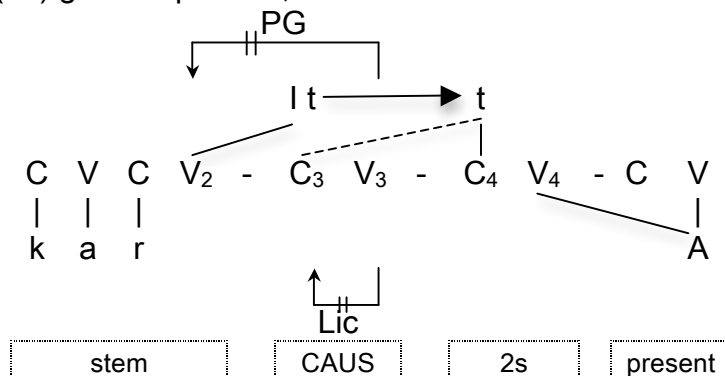 PG
I t t
C V C V₂ - C₃ V₃ - C₄ V₄ - C V
k a r A
Lic
stem CAUS 2s present